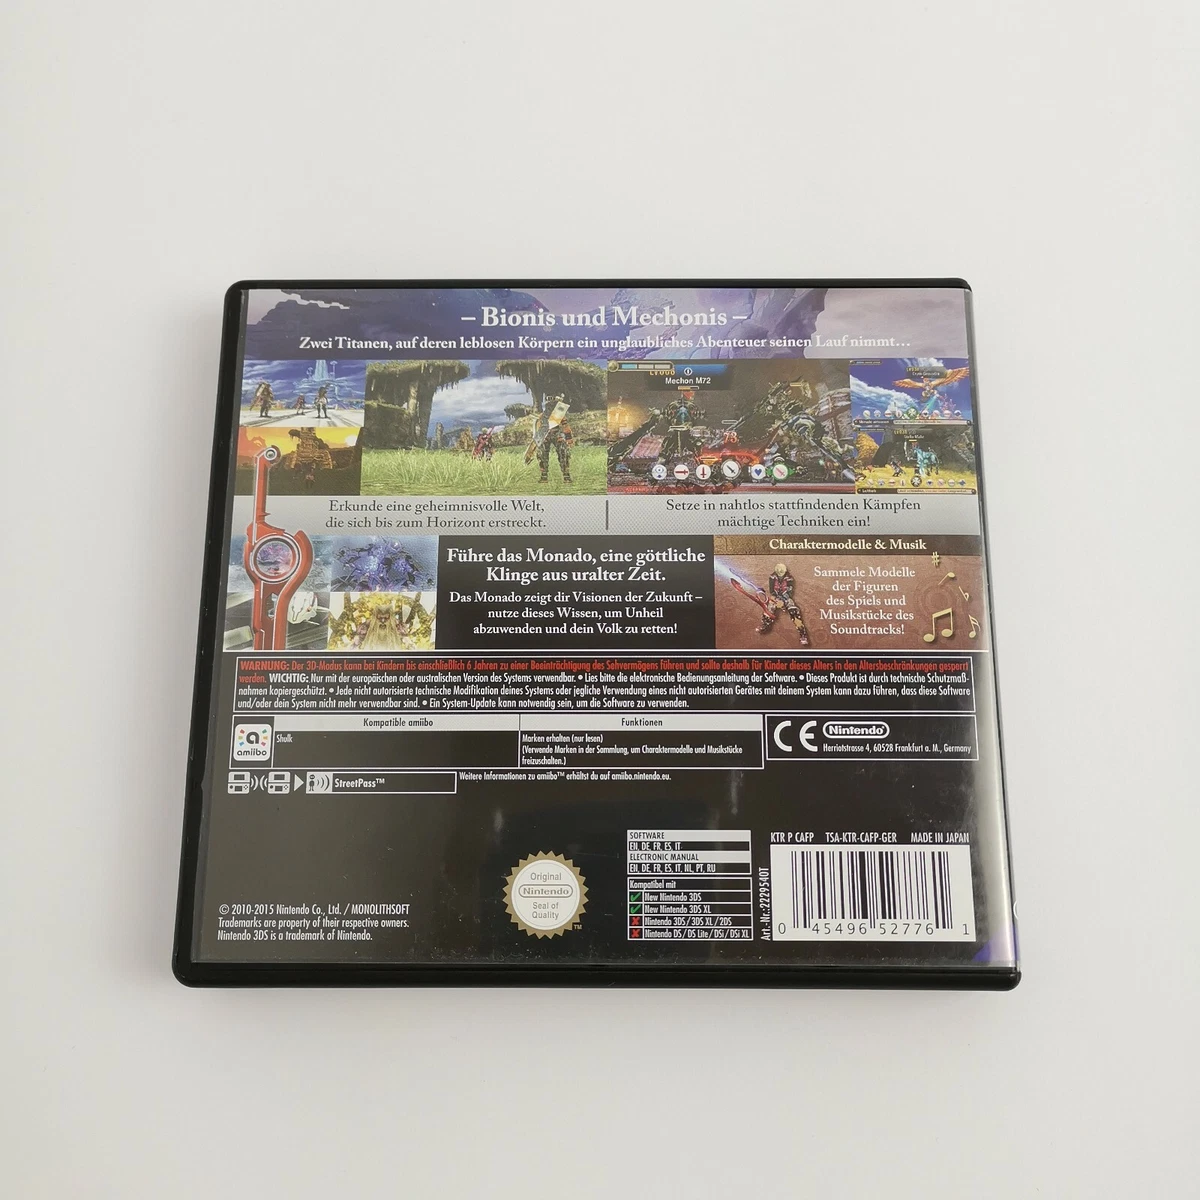 – Bionis und Mechonis –
Zwei Titanen, auf deren leblosen Körpern ein unglaubliches Abenteuer seinen Lauf nimmt…
Mechon M72
Erkunde eine geheimnisvolle Welt,
die sich bis zum Horizont erstreckt.
Setze in nahtlos stattfindenden Kämpfen
mächtige Techniken ein!
Führe das Monado, eine göttliche
Klinge aus uralter Zeit.
Das Monado zeigt dir Visionen der Zukunft –
nutze dieses Wissen, um Unheil
abzuwenden und dein Volk zu retten!
Charaktermodelle & Musik
Sammele Modelle
der Figuren
des Spiels und
Musikstücke des
Soundtracks!
WARNUNG: Der 3D-Modus kann bei Kindern bis einschließlich 6 Jahren zu einer Beeinträchtigung des Sehvermögens führen und sollte deshalb für Kinder dieses Alters in den Altersbeschränkungen gesperrt
werden. WICHTIG: Nur mit der europäischen oder australischen Version des Systems verwendbar. • Lies bitte die elektronische Bedienungsanleitung der Software. • Dieses Produkt ist durch technische Schutzmaß-
nahmen kopiergeschützt. • Jede nicht autorisierte technische Modifikation deines Systems oder jegliche Verwendung eines nicht autorisierten Gerätes mit deinem System kann dazu führen, dass diese Software
und/oder dein System nicht mehr verwendbar sind. • Ein System-Update kann notwendig sein, um die Software zu verwenden.
amiibo
Kompatible amiibo
Shulk
Funktionen
Marken erhalten (nur lesen)
(Verwende Marken in der Sammlung, um Charaktermodelle und Musikstücke
freizuschalten.)
CE
Nintendo
Herriotstrasse 4, 60528 Frankfurt a. M., Germany
StreetPass™
Weitere Informationen zu amiibo™ erhältst du auf amiibo.nintendo.eu.
SOFTWARE
EN, DE, FR, ES, IT
ELECTRONIC MANUAL
EN, DE, FR, ES, IT, NL, PT, RU
Kompatibel mit
New Nintendo 3DS
New Nintendo 3DS XL
Nintendo 3DS/3DS XL/2DS
Nintendo DS/DS Lite/DSi/DSi XL
KTR P CAFP TSA-KTR-CAFP-GER MADE IN JAPAN
Art.-Nr.:2229540T
0 45496 52776 1
Original
Nintendo
Seal of
Quality
TM
© 2010-2015 Nintendo Co., Ltd. / MONOLITHSOFT
Trademarks are property of their respective owners.
Nintendo 3DS is a trademark of Nintendo.